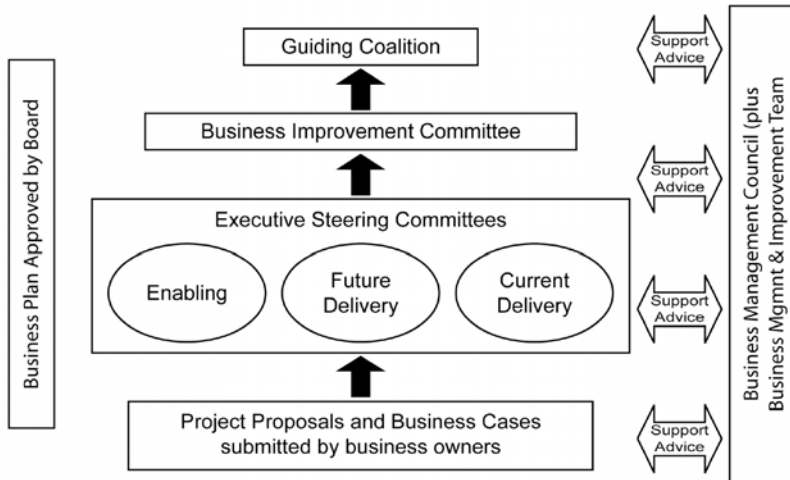 Guiding Coalition
Support
Advice
Business Plan Approved by Board
Business Improvement Committee
Support
Advice
Executive Steering Committees
Enabling
Future
Delivery
Current
Delivery
Support
Advice
Project Proposals and Business Cases
submitted by business owners
Support
Advice
Business Management Council (plus
Business Mgmnt & Improvement Team